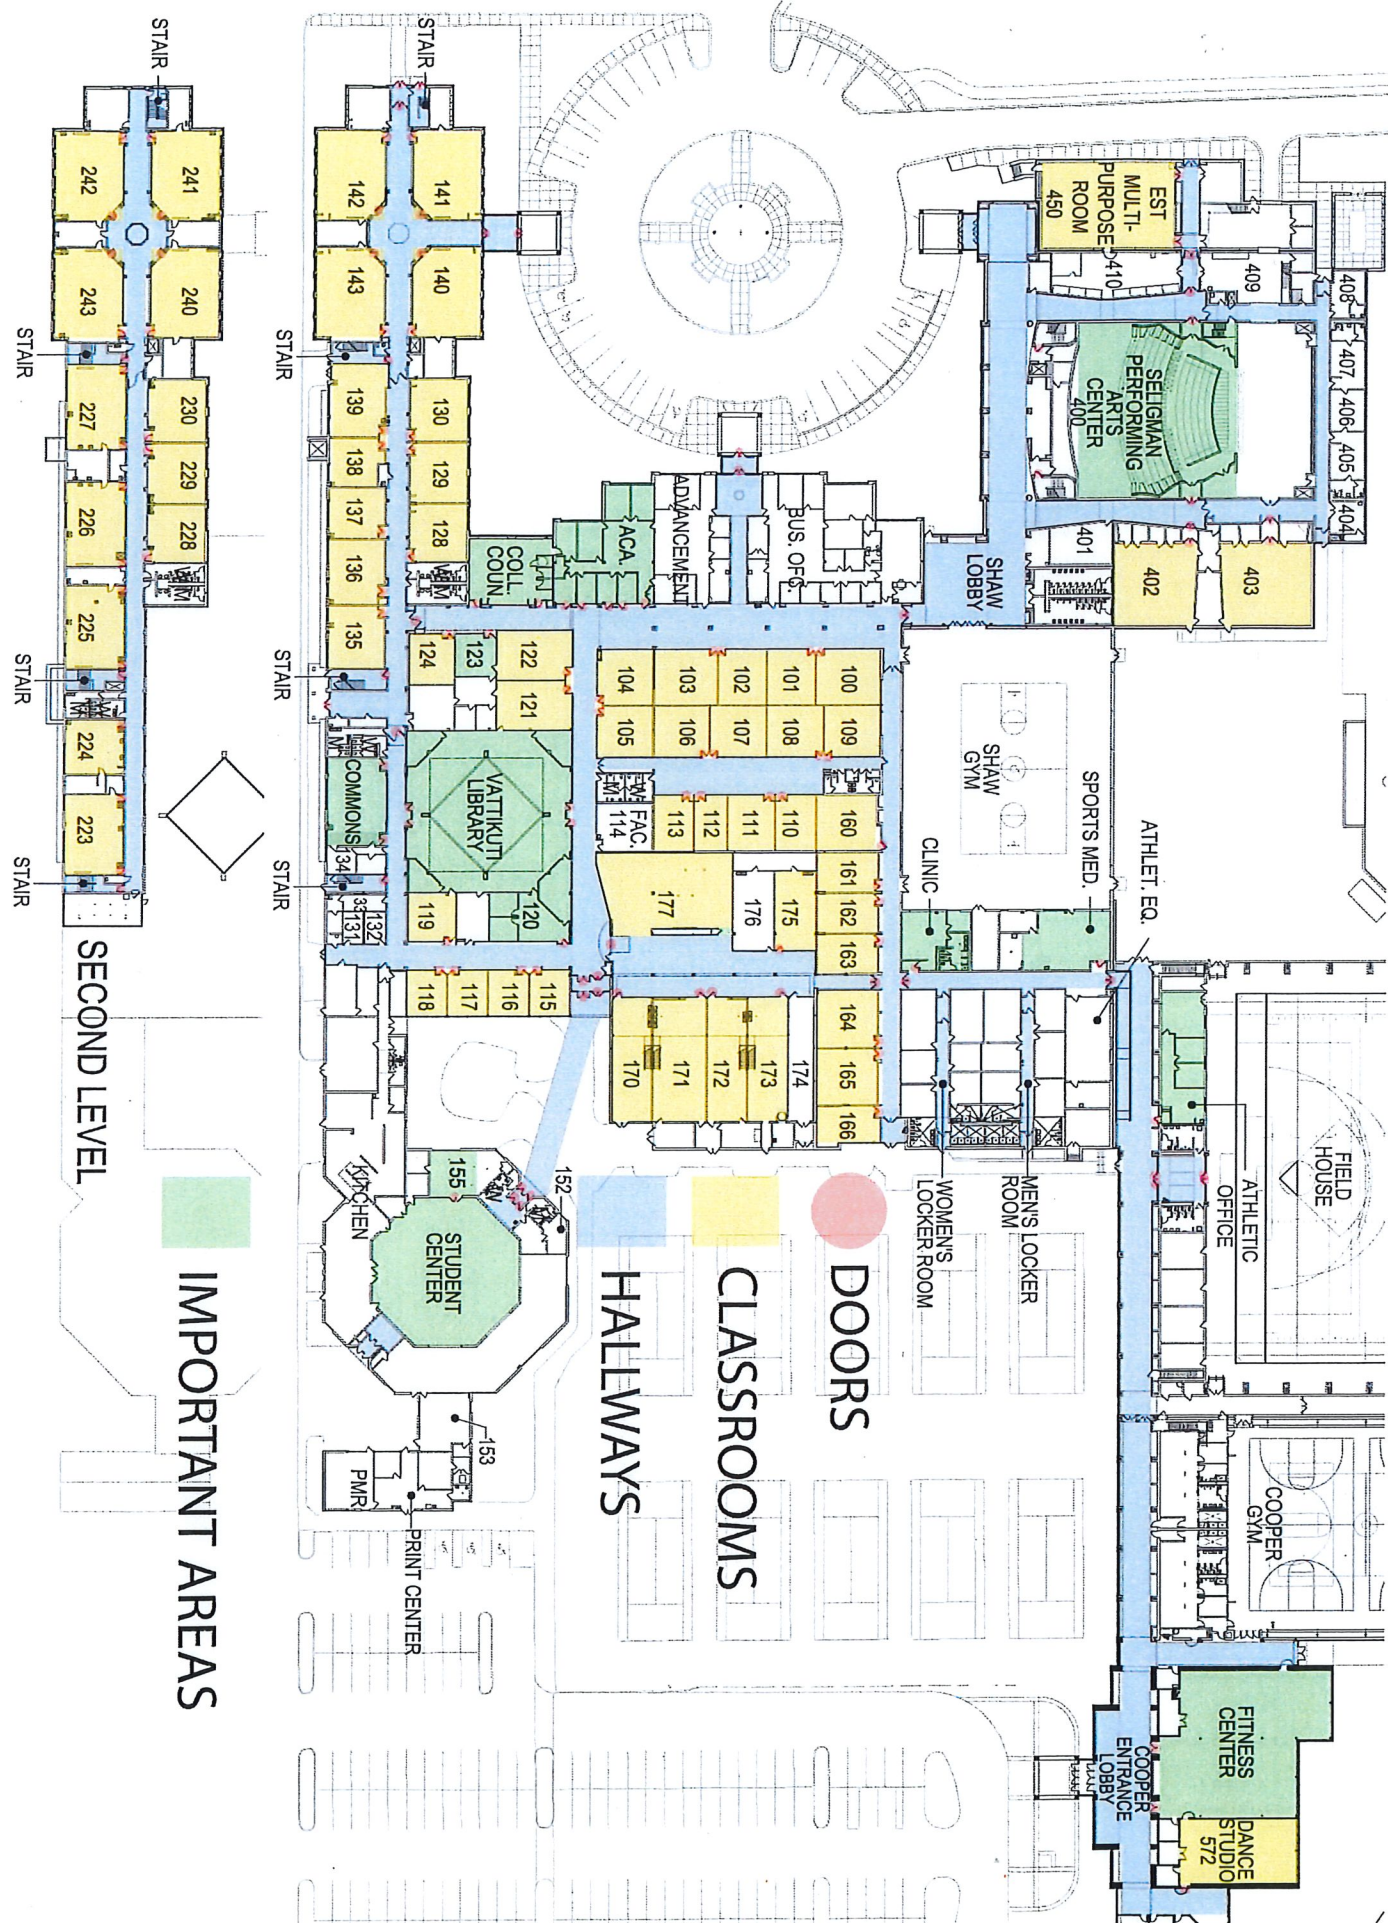 STAIR
STAIR
241
242
240
243
STAIR
227
230
229
226
228
W
M
225
STAIR
M
W
224
223
STAIR
SECOND LEVEL
141
142
140
143
STAIR
139
130
138
129
137
128
136
W
M
135
STAIR
124
123
122
121
COLL.
COUN.
ACA.
ADVANCEMENT
BUS. OFC.
SHAW
LOBBY
EST
MULTI-
PURPOSE
ROOM
450
410
409
408
407
406
405
404
SELIGMAN
PERFORMING
ARTS
CENTER
400
401
402
403
104
103
102
101
100
105
106
107
108
109
M
W
FAC.
114
113
112
111
110
160
161
162
163
164
165
166
177
176
175
174
173
172
171
170
COMMONS
VATTIKUTI
LIBRARY
STAIR
34
33
131
132
119
120
118
117
116
115
SHAW
GYM
SPORTS MED.
CLINIC
ATHLET. EQ.
WOMEN'S
LOCKER ROOM
MEN'S LOCKER
ROOM
ATHLETIC
OFFICE
FIELD
HOUSE
COOPER
GYM
FITNESS
CENTER
COOPER
ENTRANCE
LOBBY
DANCE
STUDIO
572
155
152
KITCHEN
STUDENT
CENTER
153
PMR
PRINT CENTER
DOORS
CLASSROOMS
HALLWAYS
IMPORTANT AREAS